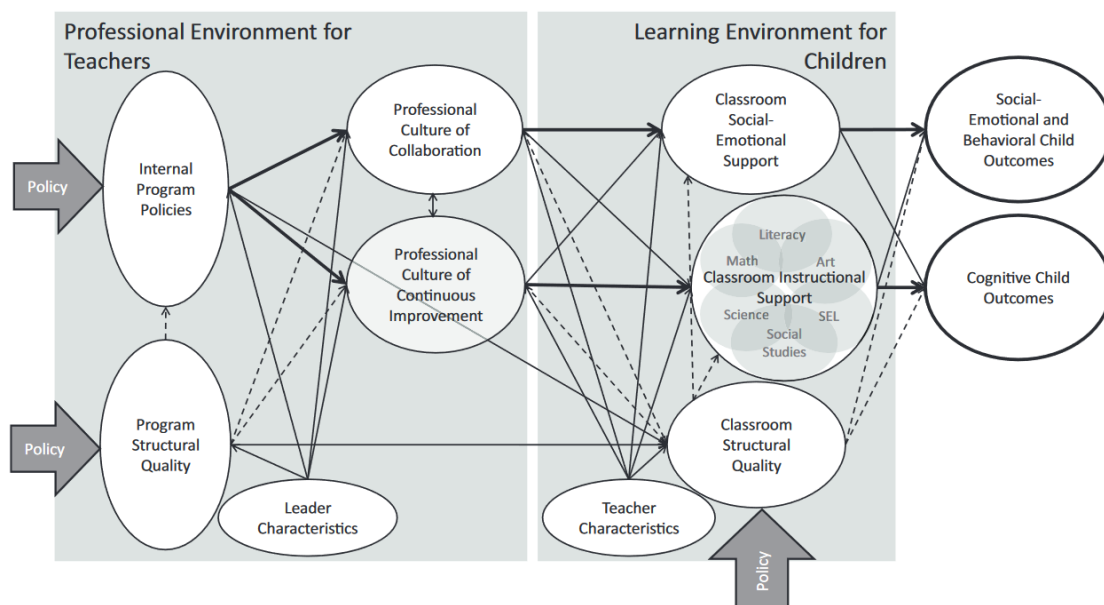 Professional Environment for
Teachers
Learning Environment for
Children
Policy
Internal
Program
Policies
Professional
Culture of
Collaboration
Classroom
Social-
Emotional
Support
Social-
Emotional and
Behavioral Child
Outcomes
Professional
Culture of
Continuous
Improvement
Literacy
Math
Art
Classroom Instructional
Support
Science
SEL
Social
Studies
Cognitive Child
Outcomes
Policy
Program
Structural
Quality
Classroom
Structural
Quality
Leader
Characteristics
Teacher
Characteristics
Policy